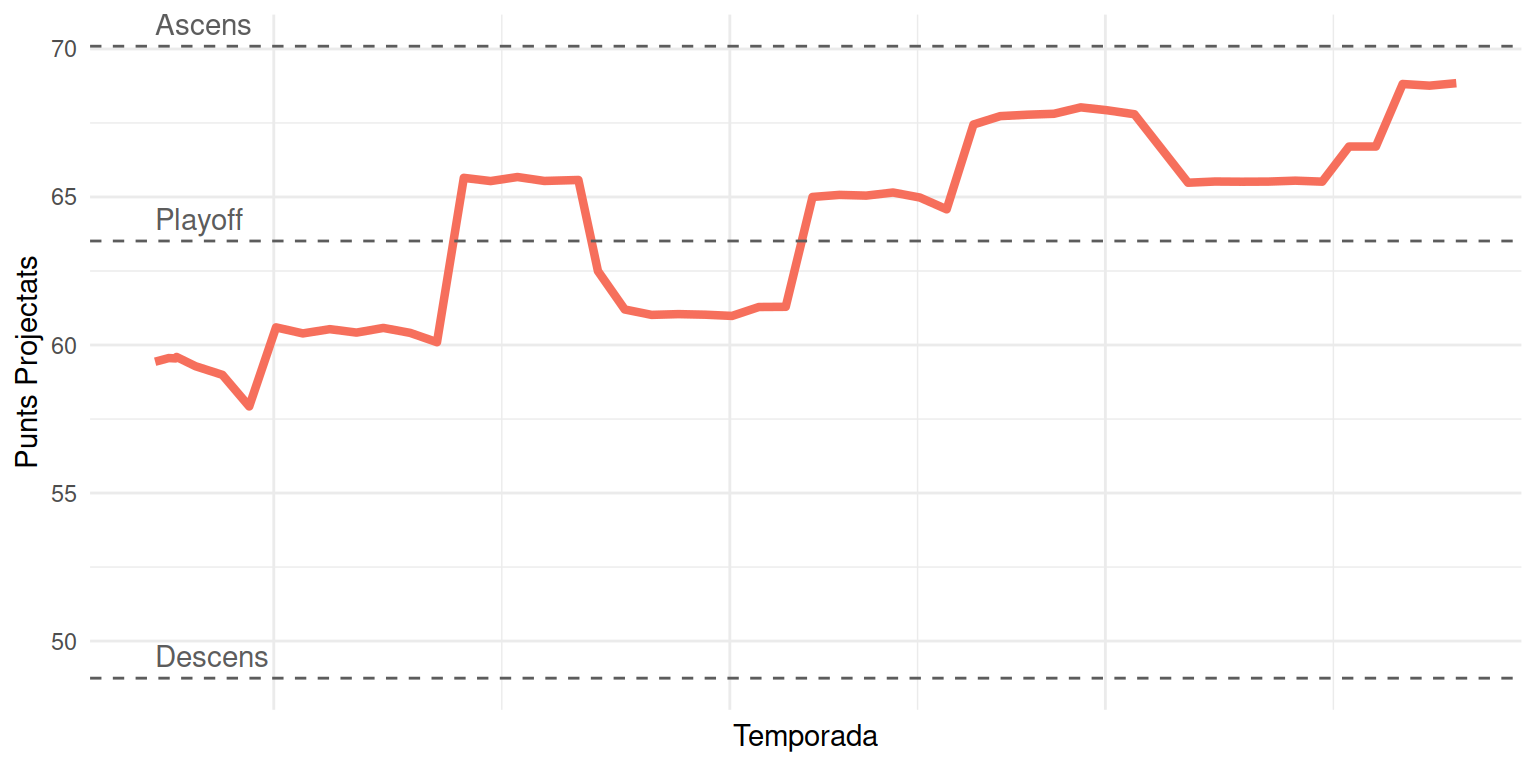 Ascens
70
65
Playoff
60
55
50
Descens
Punts Projectats
Temporada